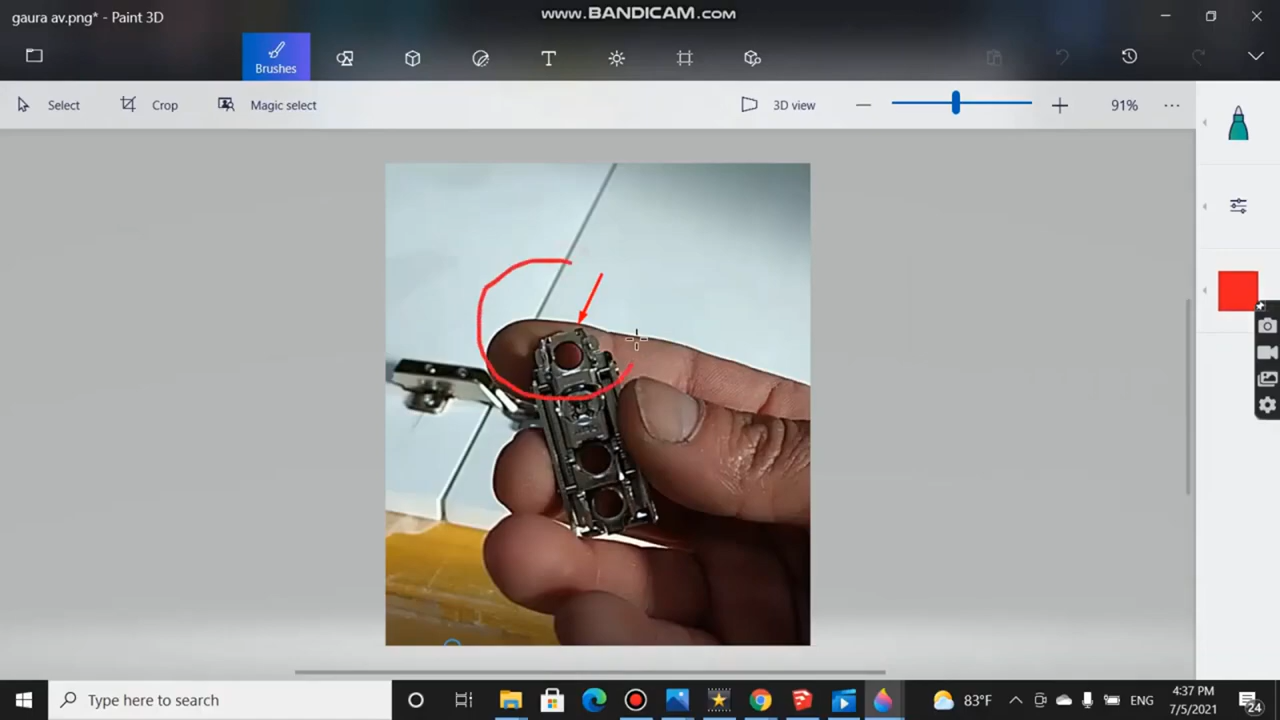 gaura av.png* - Paint 3D
www.BANDICAM.com
Brushes
Select
Crop
Magic select
3D view
91%
Type here to search
83°F
ENG
4:37 PM
7/5/2021
24